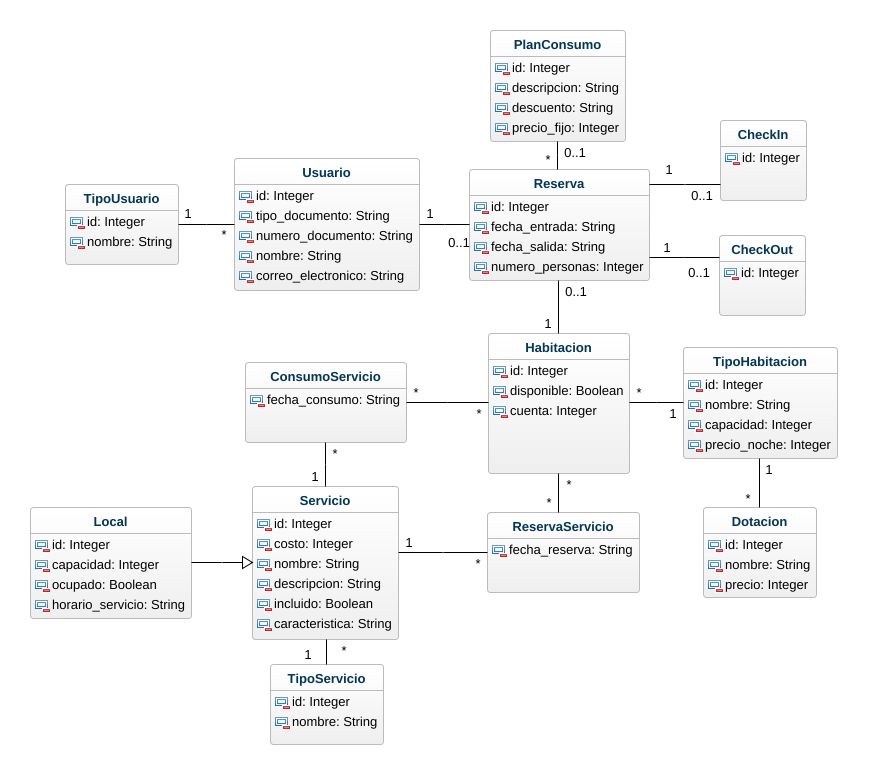 PlanConsumo
id: Integer
descripcion: String
descuento: String
precio_fijo: Integer
* 0..1
CheckIn
id: Integer
1
0..1
TipoUsuario
id: Integer
nombre: String
1
*
Usuario
id: Integer
tipo_documento: String
numero_documento: String
nombre: String
correo_electronico: String
1
0..1
Reserva
id: Integer
fecha_entrada: String
fecha_salida: String
numero_personas: Integer
1
0..1
CheckOut
id: Integer
0..1
1
ConsumoServicio
fecha_consumo: String
*
*
Habitacion
id: Integer
disponible: Boolean
cuenta: Integer
*
1
TipoHabitacion
id: Integer
nombre: String
capacidad: Integer
precio_noche: Integer
*
1
*
*
1
*
Local
id: Integer
capacidad: Integer
ocupado: Boolean
horario_servicio: String
Servicio
id: Integer
costo: Integer
nombre: String
descripcion: String
incluido: Boolean
caracteristica: String
1
*
ReservaServicio
fecha_reserva: String
Dotacion
id: Integer
nombre: String
precio: Integer
1 *
TipoServicio
id: Integer
nombre: String